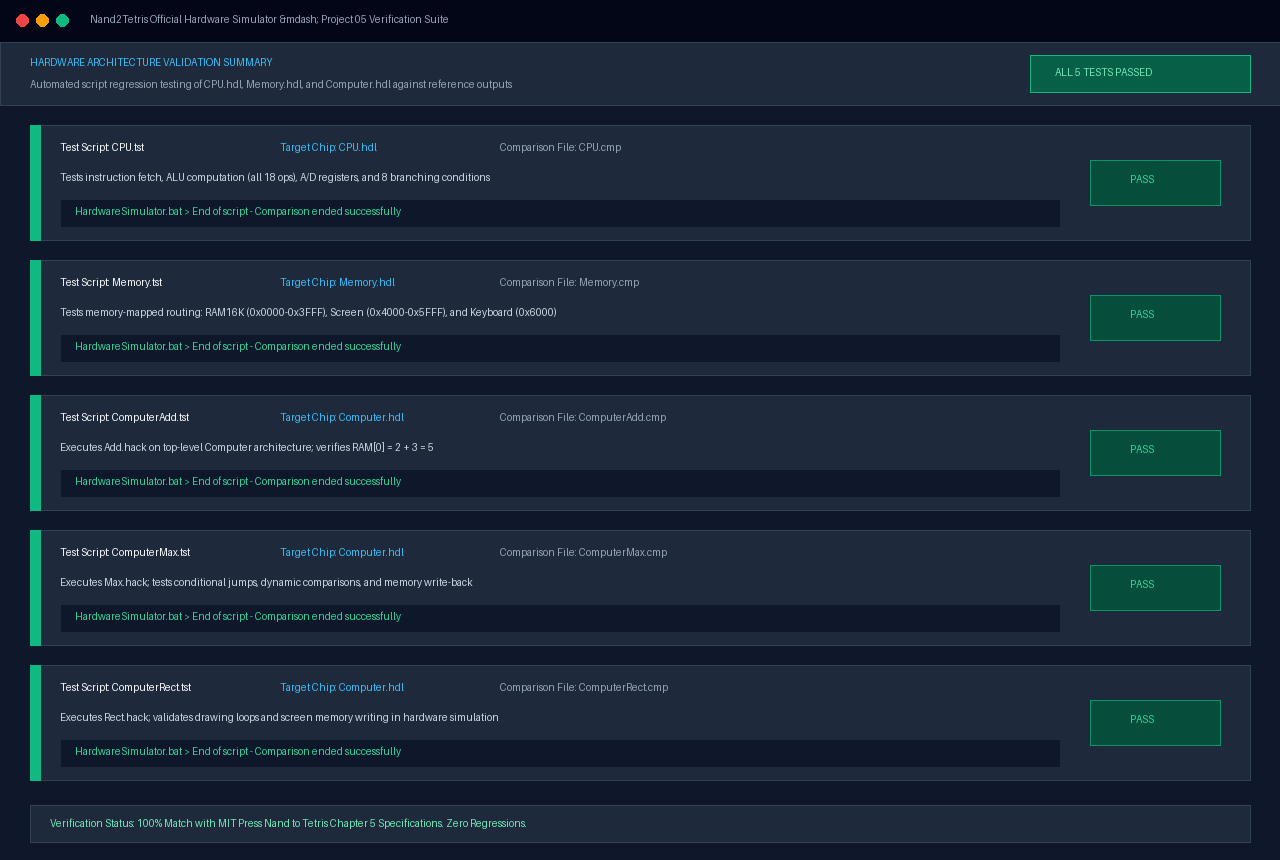 Nand2Tetris Official Hardware Simulator &mdash; Project 05 Verification Suite
HARDWARE ARCHITECTURE VALIDATION SUMMARY
Automated script regression testing of CPU.hdl, Memory.hdl, and Computer.hdl against reference outputs
ALL 5 TESTS PASSED
Test Script: CPU.tst
Target Chip: CPU.hdl
Comparison File: CPU.cmp
Tests instruction fetch, ALU computation (all 18 ops), A/D registers, and 8 branching conditions
PASS
HardwareSimulator.bat > End of script - Comparison ended successfully
Test Script: Memory.tst
Target Chip: Memory.hdl
Comparison File: Memory.cmp
Tests memory-mapped routing: RAM16K (0x0000-0x3FFF), Screen (0x4000-0x5FFF), and Keyboard (0x6000)
PASS
HardwareSimulator.bat > End of script - Comparison ended successfully
Test Script: ComputerAdd.tst
Target Chip: Computer.hdl
Comparison File: ComputerAdd.cmp
Executes Add.hack on top-level Computer architecture; verifies RAM[0] = 2 + 3 = 5
PASS
HardwareSimulator.bat > End of script - Comparison ended successfully
Test Script: ComputerMax.tst
Target Chip: Computer.hdl
Comparison File: ComputerMax.cmp
Executes Max.hack; tests conditional jumps, dynamic comparisons, and memory write-back
PASS
HardwareSimulator.bat > End of script - Comparison ended successfully
Test Script: ComputerRect.tst
Target Chip: Computer.hdl
Comparison File: ComputerRect.cmp
Executes Rect.hack; validates drawing loops and screen memory writing in hardware simulation
PASS
HardwareSimulator.bat > End of script - Comparison ended successfully
Verification Status: 100% Match with MIT Press Nand to Tetris Chapter 5 Specifications. Zero Regressions.